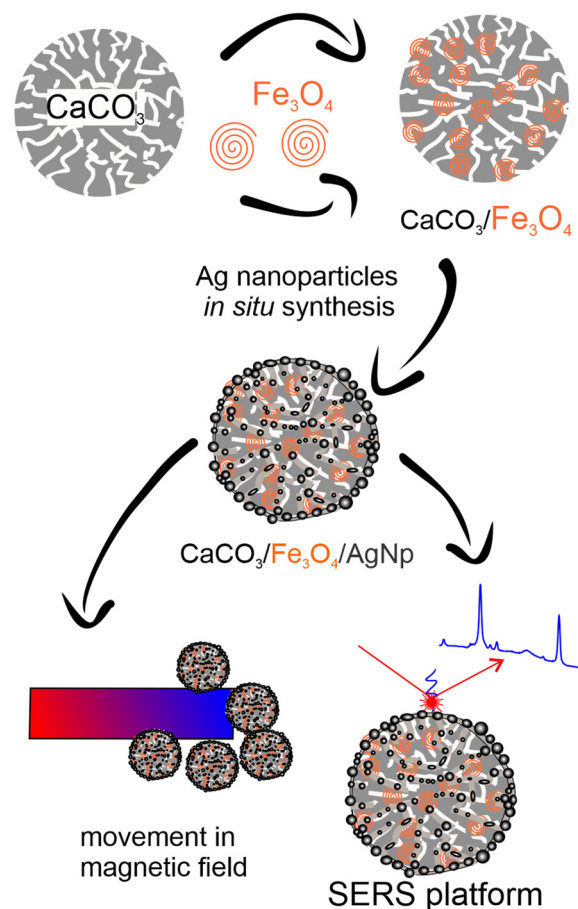 CaCO₃
Fe₃O₄
CaCO₃/Fe₃O₄
Ag nanoparticles
in situ synthesis
CaCO₃/Fe₃O₄/AgNp
movement in
magnetic field
SERS platform